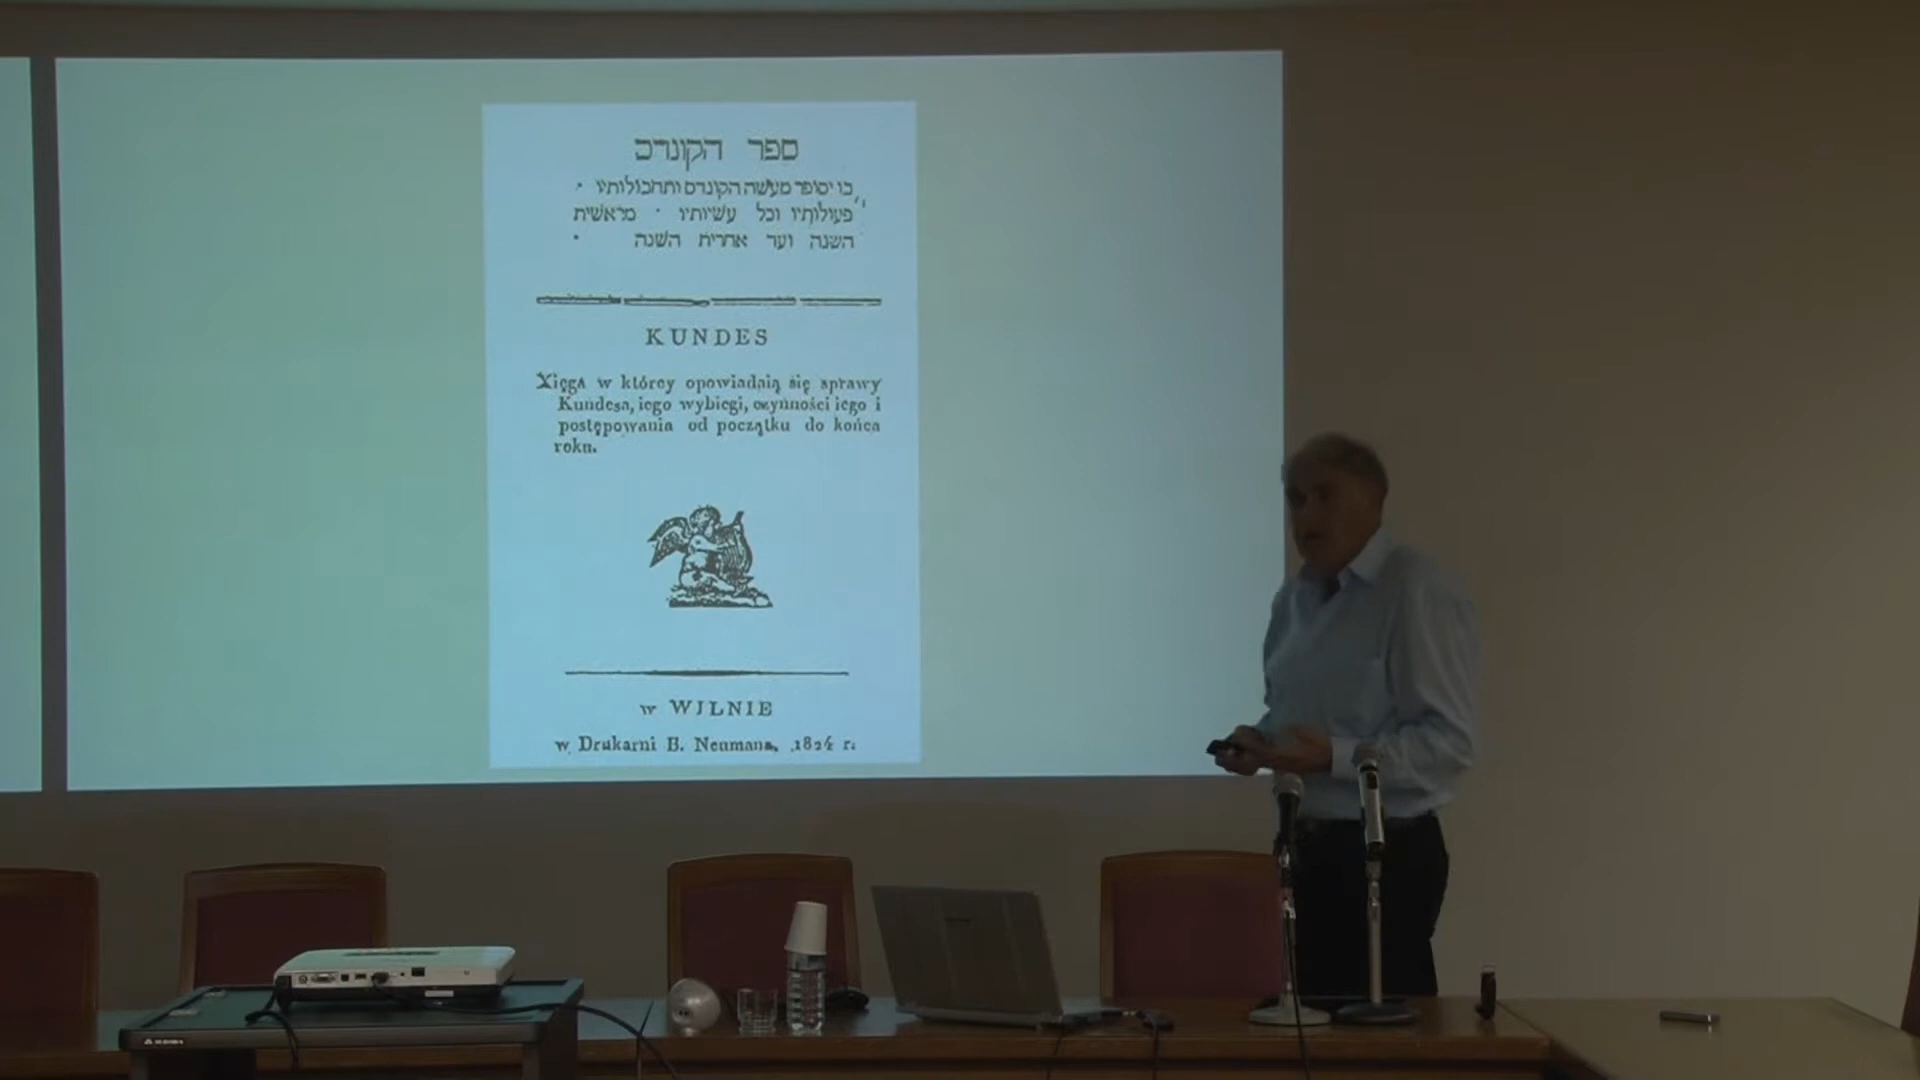 ספר הקונדס
בו יסופר מעשה הקונדס ותחבולותיו ·
פעולותיו וכל עשיותיו · מראשית
השנה ועד אחרית השנה ·
KUNDES
Xięga w którey opowiadaią się sprawy
Kundesa, iego wybiegi, czynności iego i
postępowania od początku do końca
roku.
w WILNIE
w Drukarni B. Neumana. 1824 r.